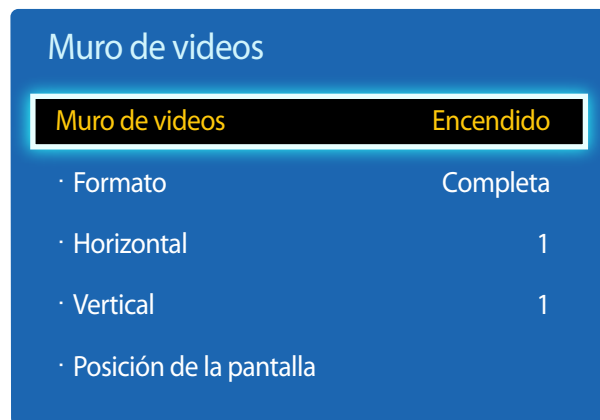 Muro de videos
Muro de videos Encendido
· Formato Completa
· Horizontal 1
· Vertical 1
· Posición de la pantalla